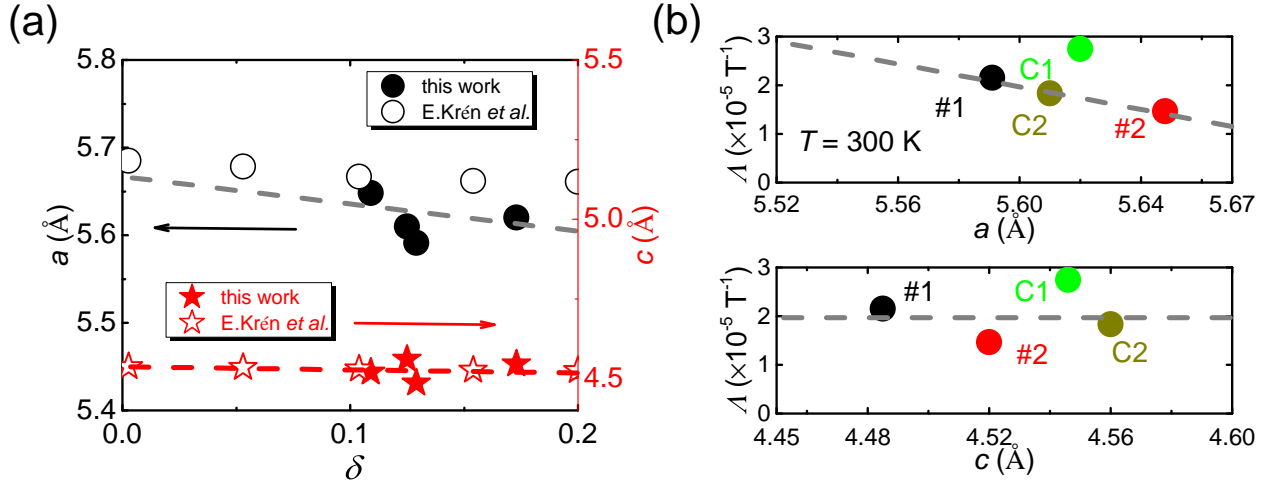 (a)
5.8
5.7
5.6
5.5
5.4
a (Å)
this work
E.Krén et al.
this work
E.Krén et al.
5.5
5.0
4.5
c (Å)
0.0
0.1
0.2
δ
(b)
3
2
1
0
Λ (×10⁻⁵ T⁻¹)
C1
#1
C2
#2
T = 300 K
5.52
5.56
5.60
5.64
5.67
a (Å)
3
2
1
0
Λ (×10⁻⁵ T⁻¹)
#1
C1
#2
C2
4.45
4.48
4.52
4.56
4.60
c (Å)